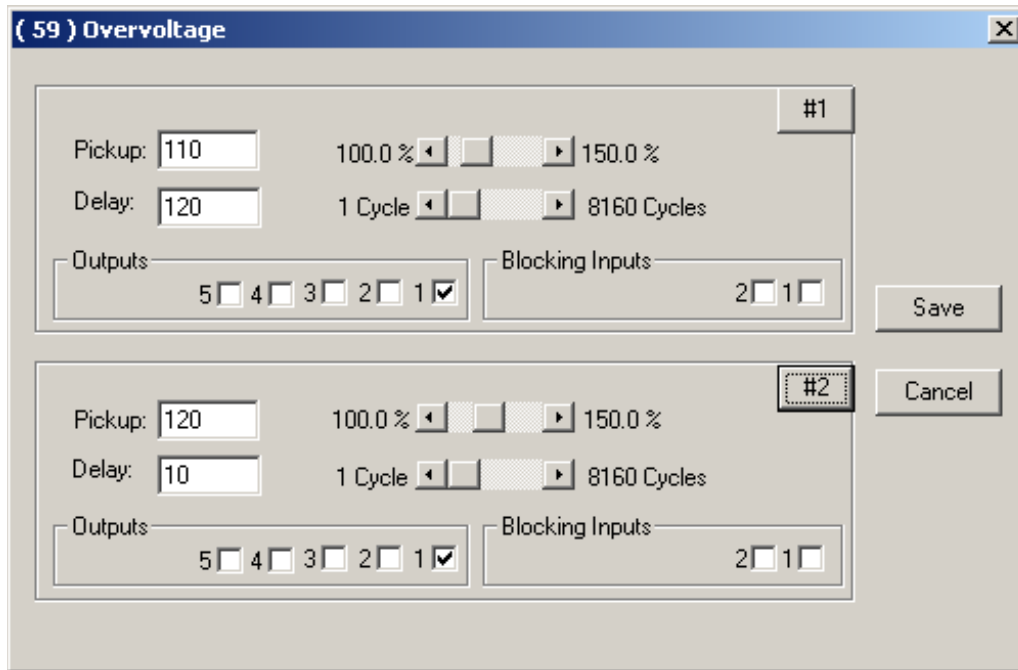 ( 59 ) Overvoltage
#1
Pickup: 110 100.0 % 150.0 %
Delay: 120 1 Cycle 8160 Cycles
Outputs Blocking Inputs
5 4 3 2 1 2 1
Save
#2
Cancel
Pickup: 120 100.0 % 150.0 %
Delay: 10 1 Cycle 8160 Cycles
Outputs Blocking Inputs
5 4 3 2 1 2 1